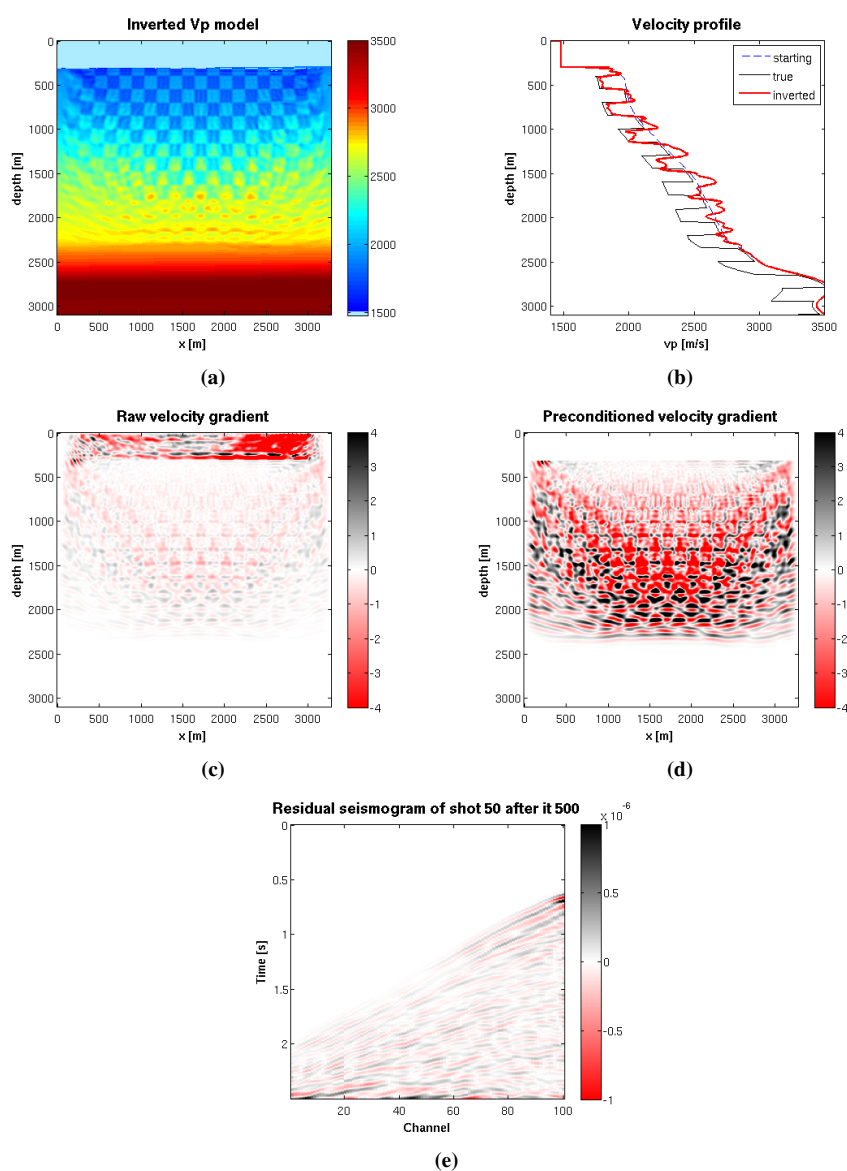 Inverted Vp model
0
500
1000
1500
2000
2500
3000
depth [m]
0 500 1000 1500 2000 2500 3000
x [m]
3500
3000
2500
2000
1500
(a)
Velocity profile
starting
true
inverted
0
500
1000
1500
2000
2500
3000
depth [m]
1500 2000 2500 3000 3500
vp [m/s]
(b)
Raw velocity gradient
0
500
1000
1500
2000
2500
3000
depth [m]
0 500 1000 1500 2000 2500 3000
x [m]
4
3
2
1
0
-1
-2
-3
-4
(c)
Preconditioned velocity gradient
0
500
1000
1500
2000
2500
3000
depth [m]
0 500 1000 1500 2000 2500 3000
x [m]
4
3
2
1
0
-1
-2
-3
-4
(d)
Residual seismogram of shot 50 after it 500
x 10^-6
0
0.5
1
1.5
2
Time [s]
20 40 60 80 100
Channel
1
0.5
0
-0.5
-1
(e)